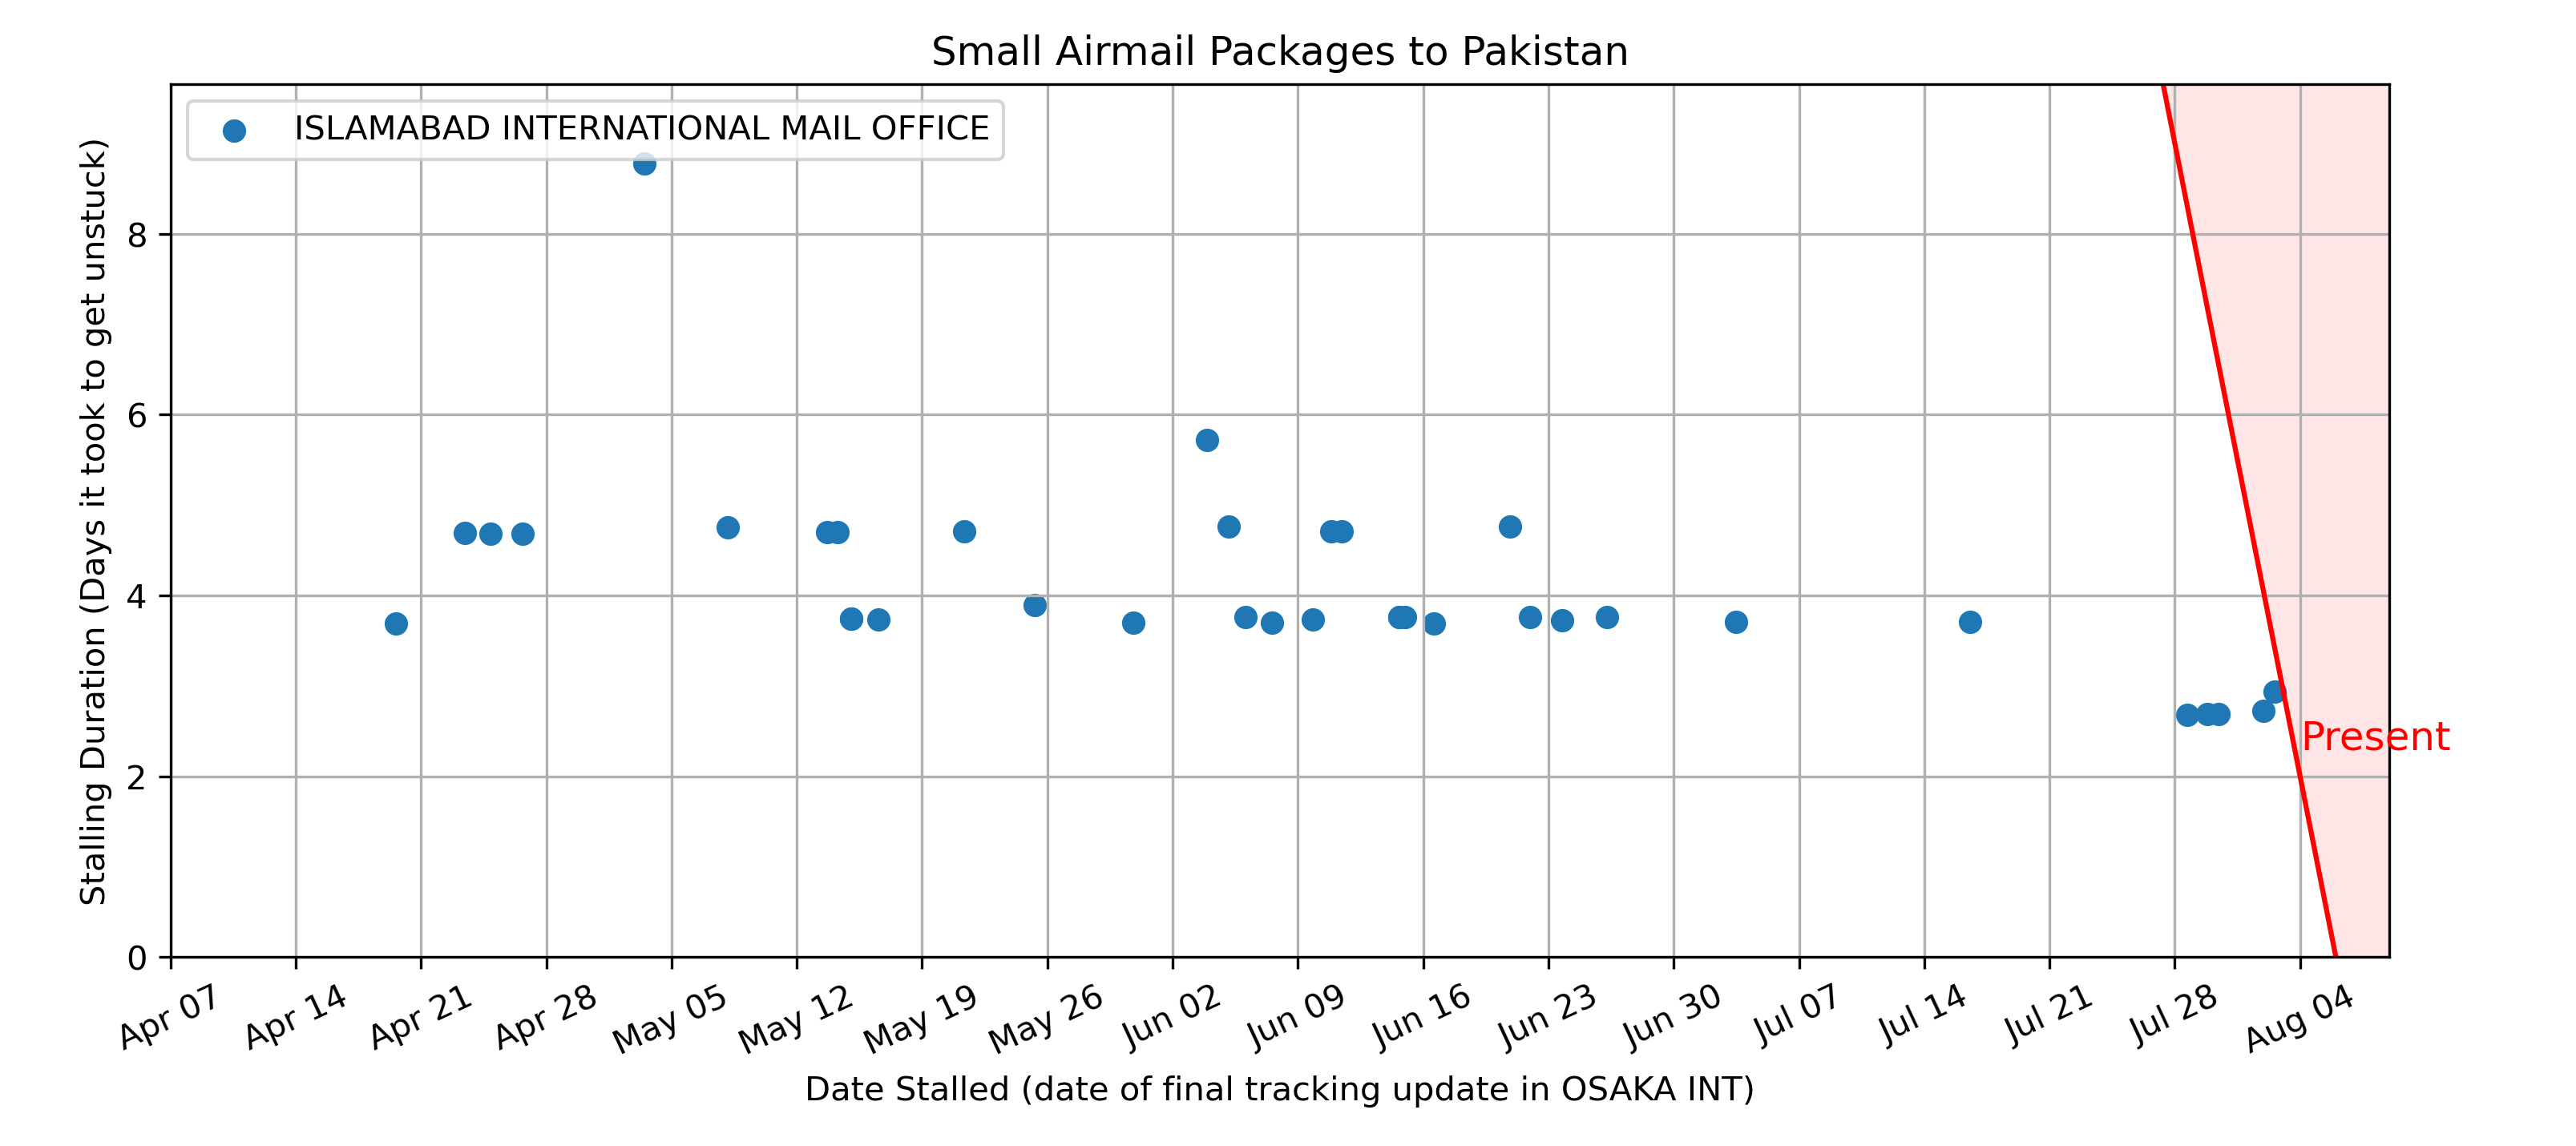 Small Airmail Packages to Pakistan
ISLAMABAD INTERNATIONAL MAIL OFFICE
Stalling Duration (Days it took to get unstuck)
8
6
4
2
0
Present
Apr 07
Apr 14
Apr 21
Apr 28
May 05
May 12
May 19
May 26
Jun 02
Jun 09
Jun 16
Jun 23
Jun 30
Jul 07
Jul 14
Jul 21
Jul 28
Aug 04
Date Stalled (date of final tracking update in OSAKA INT)